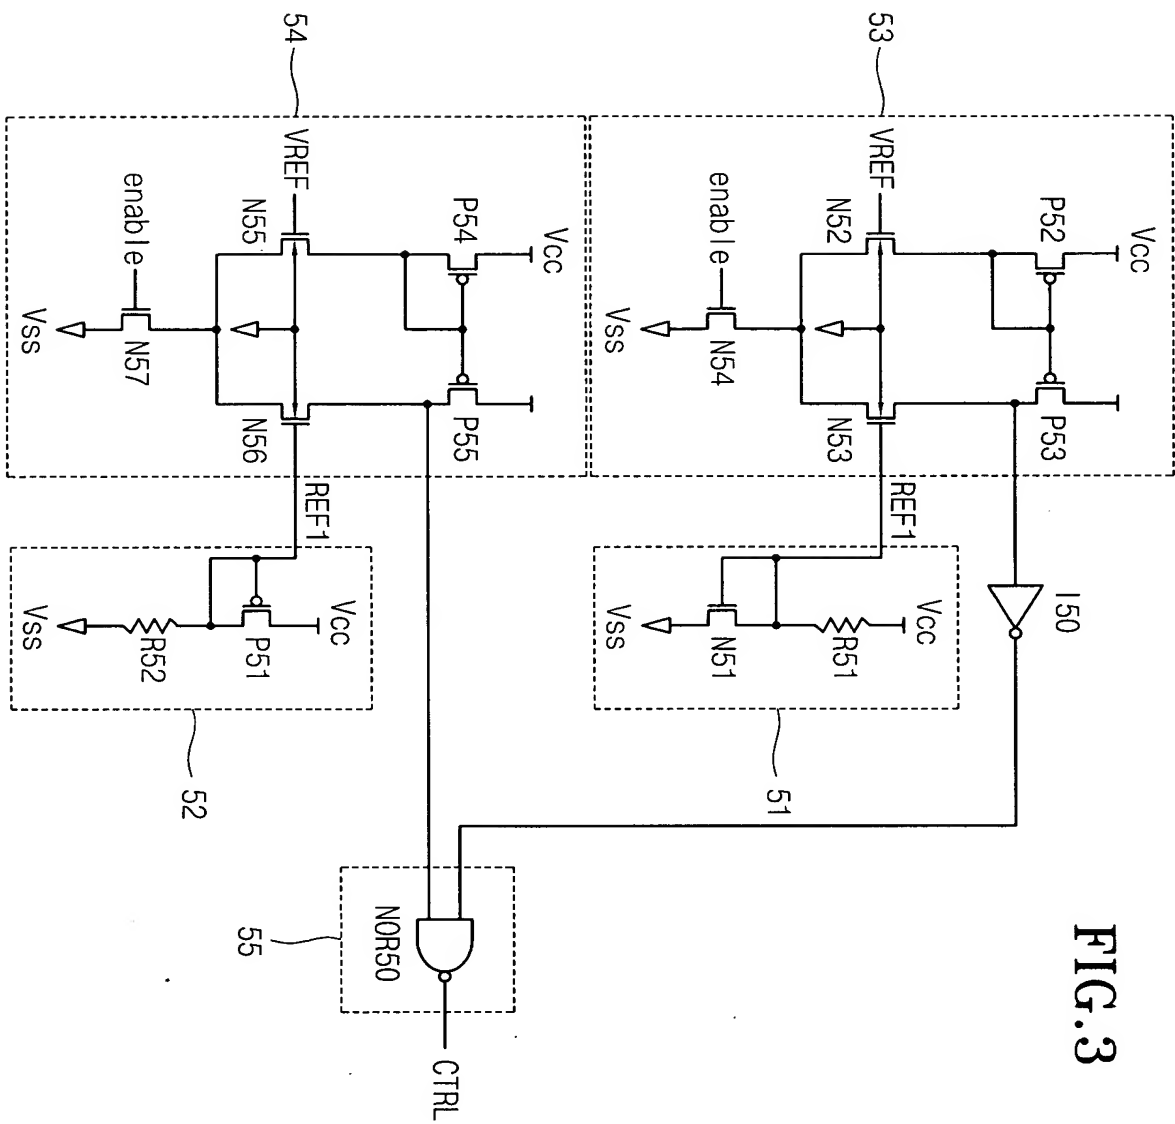 FIG.3
53
Vcc
P52
P53
VREF
N52
N53
enable
N54
Vss
REF1
I50
Vcc
R51
N51
Vss
51
54
Vcc
P54
P55
VREF
N55
N56
enable
N57
Vss
REF1
Vcc
P51
R52
Vss
52
NOR50
55
CTRL